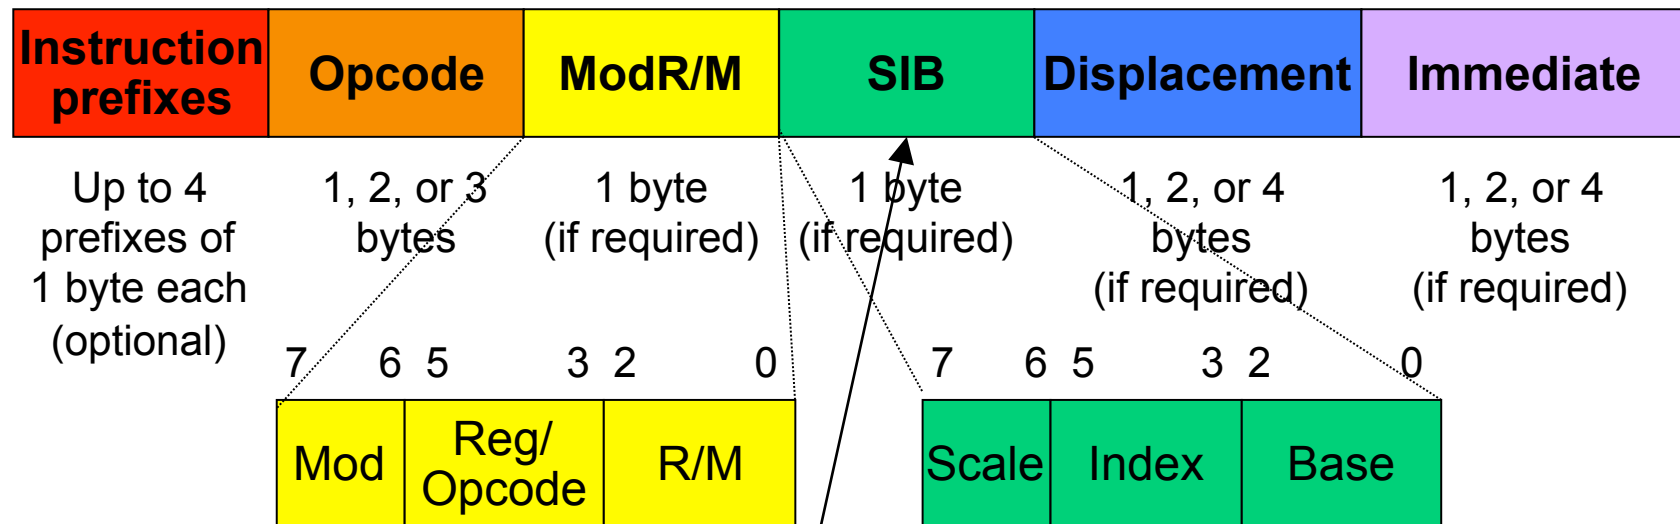 Instruction
prefixes
Opcode
ModR/M
SIB
Displacement
Immediate
Up to 4
prefixes of
1 byte each
(optional)
1, 2, or 3
bytes
1 byte
(if required)
1 byte
(if required)
1, 2, or 4
bytes
(if required)
1, 2, or 4
bytes
(if required)
7 6 5 3 2 0
Mod
Reg/
Opcode
R/M
7 6 5 3 2 0
Scale
Index
Base